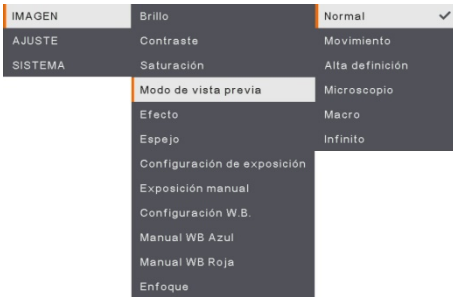 IMAGEN
AJUSTE
SISTEMA
Brillo
Contraste
Saturación
Modo de vista previa
Efecto
Espejo
Configuración de exposición
Exposición manual
Configuración W.B.
Manual WB Azul
Manual WB Roja
Enfoque
Normal
Movimiento
Alta definición
Microscopio
Macro
Infinito